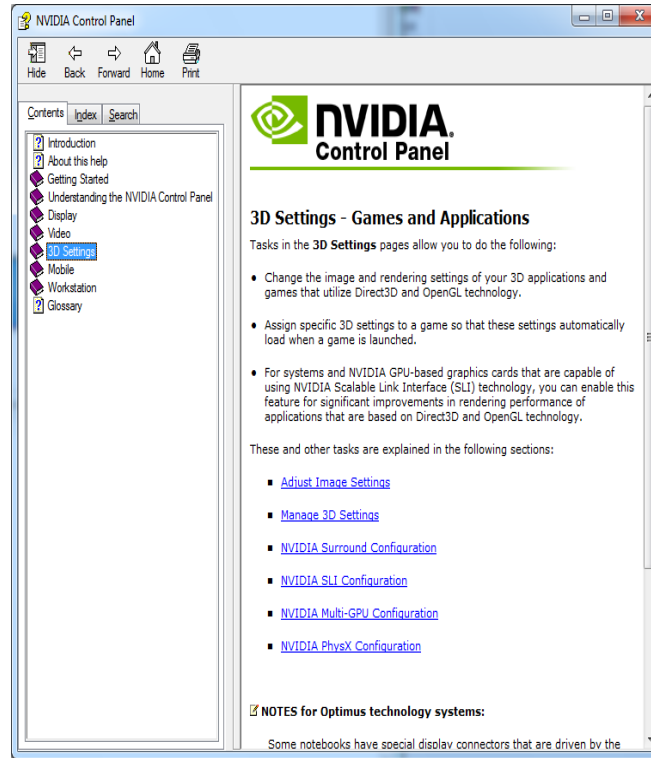 NVIDIA Control Panel
Hide Back Forward Home Print
Contents Index Search
Introduction
About this help
Getting Started
Understanding the NVIDIA Control Panel
Display
Video
3D Settings
Mobile
Workstation
Glossary
NVIDIA.
Control Panel
3D Settings - Games and Applications
Tasks in the 3D Settings pages allow you to do the following:
• Change the image and rendering settings of your 3D applications and
games that utilize Direct3D and OpenGL technology.
• Assign specific 3D settings to a game so that these settings automatically
load when a game is launched.
• For systems and NVIDIA GPU-based graphics cards that are capable of
using NVIDIA Scalable Link Interface (SLI) technology, you can enable this
feature for significant improvements in rendering performance of
applications that are based on Direct3D and OpenGL technology.
These and other tasks are explained in the following sections:
▪ Adjust Image Settings
▪ Manage 3D Settings
▪ NVIDIA Surround Configuration
▪ NVIDIA SLI Configuration
▪ NVIDIA Multi-GPU Configuration
▪ NVIDIA PhysX Configuration
NOTES for Optimus technology systems:
Some notebooks have special display connectors that are driven by the